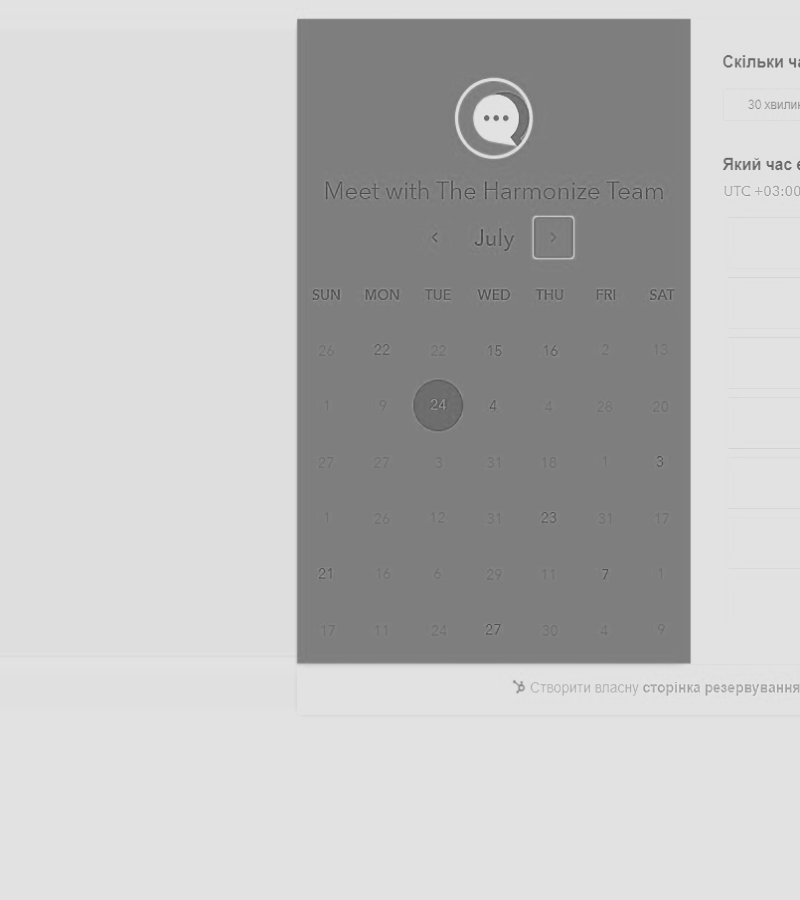 Meet with The Harmonize Team
July
SUN MON TUE WED THU FRI SAT
26 22 22 15 16 2 13
1 9 24 4 4 28 20
27 27 3 31 18 1 3
1 26 12 31 23 31 17
21 16 6 29 11 7 1
17 11 24 27 30 4 9
Скільки ча
30 хвилин
Який час є
UTC +03:00
Створити власну сторінка резервування